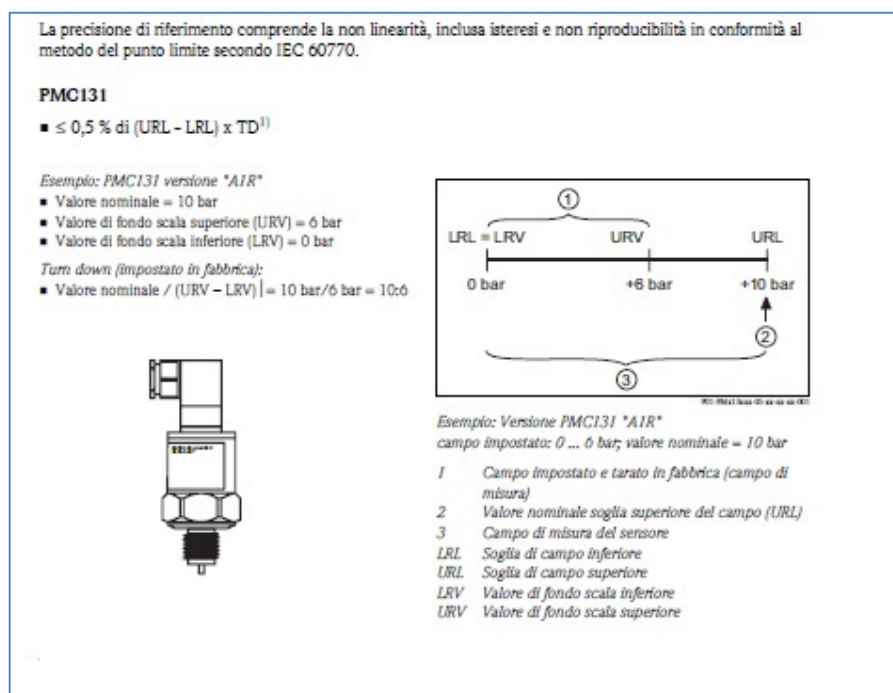 La precisione di riferimento comprende la non linearità, inclusa isteresi e non riproducibilità in conformità al
metodo del punto limite secondo IEC 60770.
PMC131
■ ≤ 0,5 % di (URL – LRL) x TD1)
Esempio: PMC131 versione "A1R"
■ Valore nominale = 10 bar
■ Valore di fondo scala superiore (URV) = 6 bar
■ Valore di fondo scala inferiore (LRV) = 0 bar
Turn down (impostato in fabbrica):
■ Valore nominale / (URV – LRV)│= 10 bar/6 bar = 10:6
1
LRL = LRV URV URL
0 bar +6 bar +10 bar
2
3
Esempio: Versione PMC131 "A1R"
campo impostato: 0 ... 6 bar; valore nominale = 10 bar
1 Campo impostato e tarato in fabbrica (campo di
misura)
2 Valore nominale soglia superiore del campo (URL)
3 Campo di misura del sensore
LRL Soglia di campo inferiore
URL Soglia di campo superiore
LRV Valore di fondo scala inferiore
URV Valore di fondo scala superiore